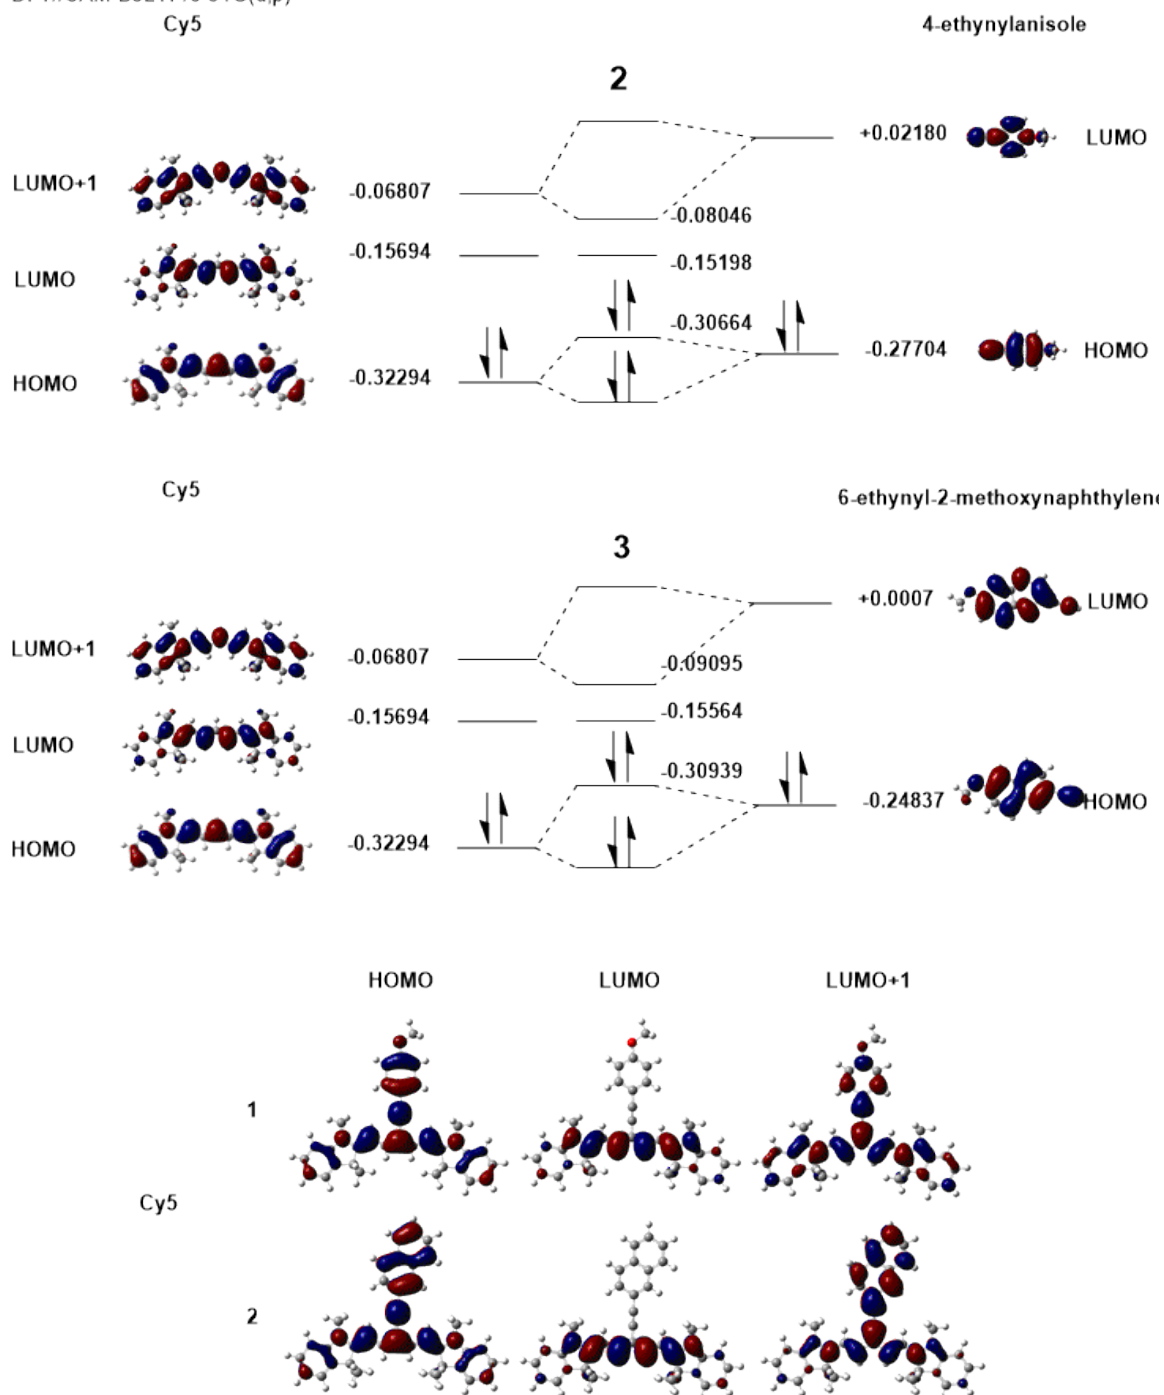 Cy5 4-ethynylanisole
2
+0.02180 LUMO
LUMO+1 -0.06807 -0.08046
LUMO -0.15694 -0.15198
-0.30664
HOMO -0.32294 -0.27704 HOMO
Cy5 6-ethynyl-2-methoxynaphthylene
3
+0.0007 LUMO
LUMO+1 -0.06807 -0.09095
LUMO -0.15694 -0.15564
-0.30939
HOMO -0.32294 -0.24837 HOMO
HOMO LUMO LUMO+1
1
Cy5
2